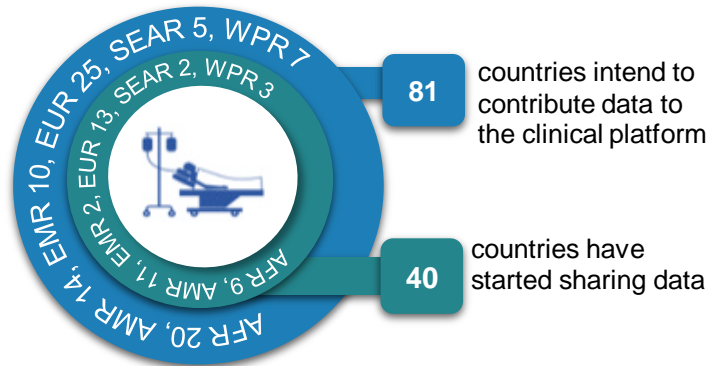 AFR 20, AMR 14, EMR 10, EUR 25, SEAR 5, WPR 7
AFR 9, AMR 11, EMR 2, EUR 13, SEAR 2, WPR 3
81
countries intend to
contribute data to
the clinical platform
40
countries have
started sharing data